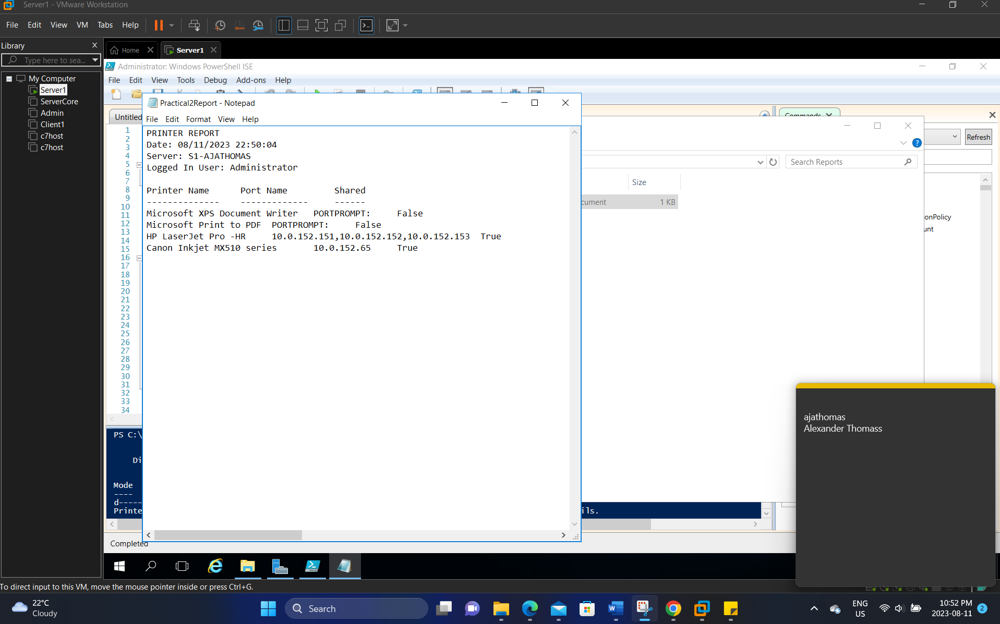 Server1 - VMware Workstation
File Edit View VM Tabs Help
Library
Home Server1
Type here to sea...
Administrator: Windows PowerShell ISE
File Edit View Tools Debug Add-ons Help
My Computer
Server1
ServerCore
Admin
Client1
c7host
c7host
Practical2Report - Notepad
File Edit Format View Help
PRINTER REPORT
Date: 08/11/2023 22:50:04
Server: S1-AJATHOMAS
Logged In User: Administrator
Printer Name Port Name Shared
-------------- ------------- ------
Microsoft XPS Document Writer PORTPROMPT: False
Microsoft Print to PDF PORTPROMPT: False
HP LaserJet Pro -HR 10.0.152.151,10.0.152.152,10.0.152.153 True
Canon Inkjet MX510 series 10.0.152.65 True
Untitled
1
2
3
4
5
6
7
8
9
10
11
12
13
14
15
16
17
18
19
20
21
22
23
24
25
26
27
28
29
30
31
32
33
34
Commands
Refresh
Search Reports
Size
cument 1 KB
onPolicy
unt
PS C:\
Di
Mode
----
d-----
Printe
ils.
Completed
ajathomas
Alexander Thomass
To direct input to this VM, move the mouse pointer inside or press Ctrl+G.
22°C
Cloudy
Search
ENG
US
10:52 PM
2023-08-11
2